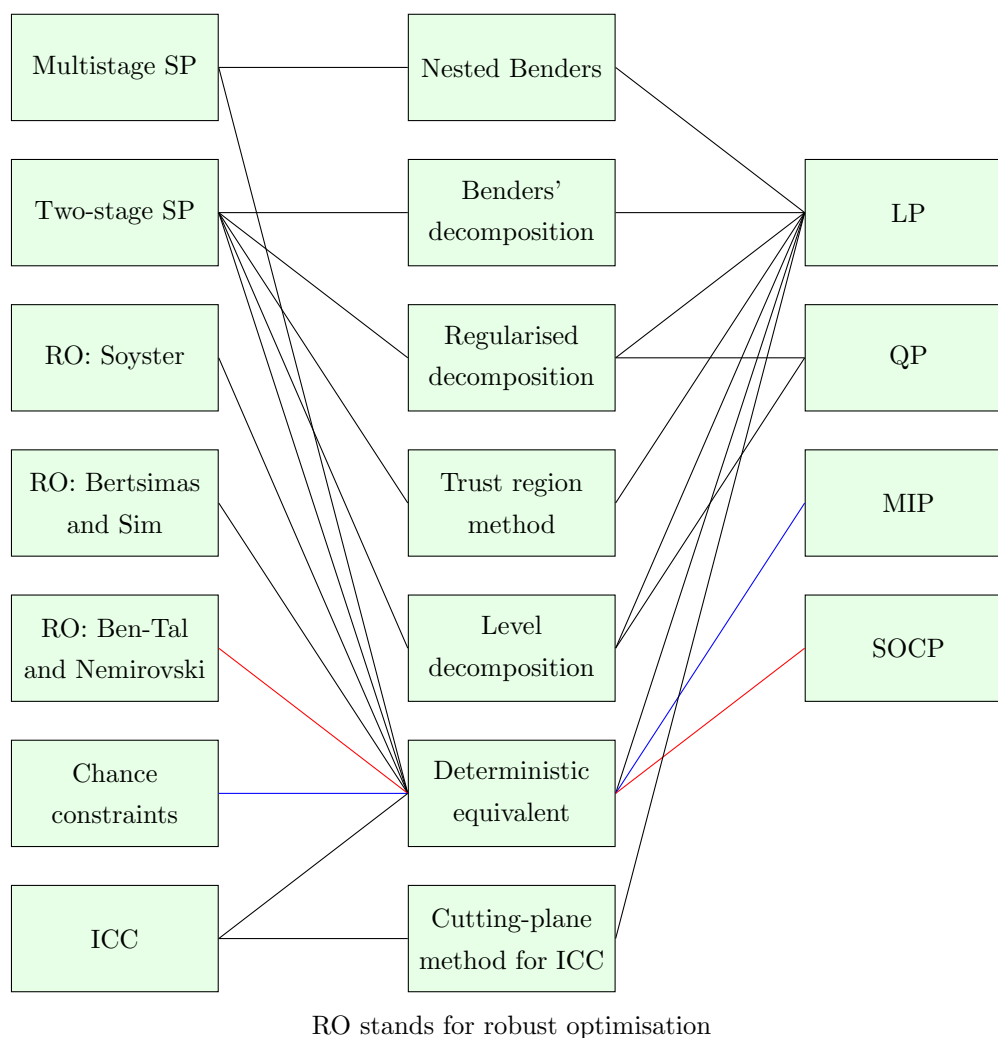 Multistage SP
Two-stage SP
RO: Soyster
RO: Bertsimas
and Sim
RO: Ben-Tal
and Nemirovski
Chance
constraints
ICC
Nested Benders
Benders'
decomposition
Regularised
decomposition
Trust region
method
Level
decomposition
Deterministic
equivalent
Cutting-plane
method for ICC
LP
QP
MIP
SOCP
RO stands for robust optimisation